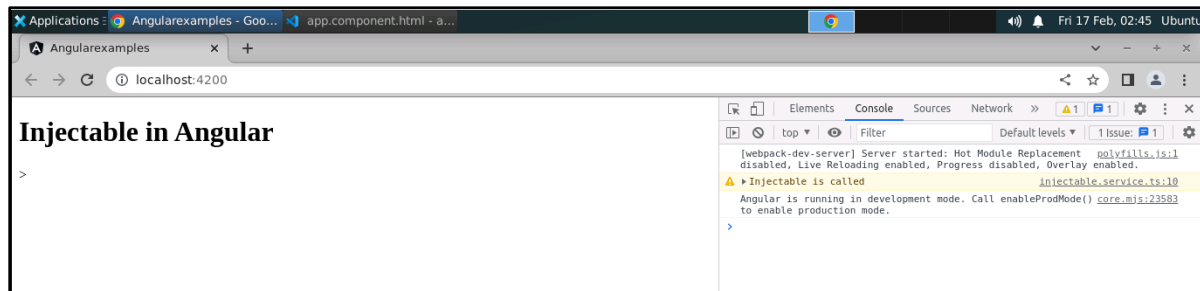 Applications Angularexamples - Goo... app.component.html - a... Fri 17 Feb, 02:45 Ubuntu
Angularexamples
localhost:4200
Injectable in Angular
>
Elements Console Sources Network » 1 1
top ▼ Filter Default levels ▼ 1 Issue: 1
[webpack-dev-server] Server started: Hot Module Replacement polyfills.js:1
disabled, Live Reloading enabled, Progress disabled, Overlay enabled.
Injectable is called injectable.service.ts:10
Angular is running in development mode. Call enableProdMode() core.mjs:23583
to enable production mode.
>